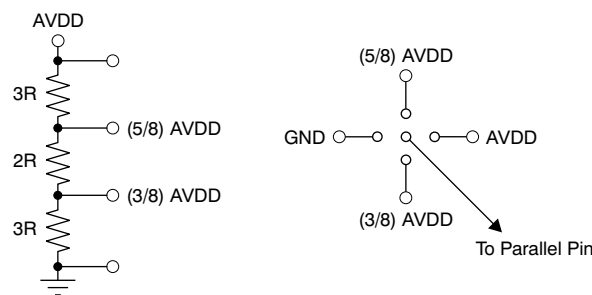 AVDD
3R
(5/8) AVDD
2R
(3/8) AVDD
3R
(5/8) AVDD
GND
AVDD
(3/8) AVDD
To Parallel Pin